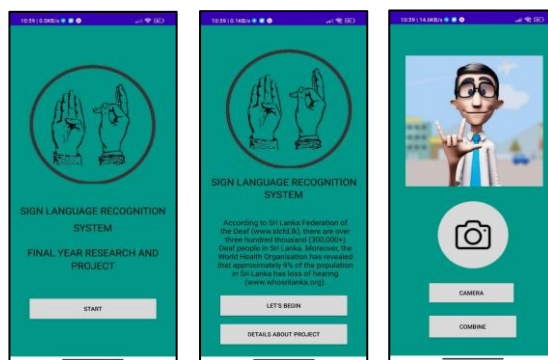 10:59 | 0.0KB/s
SIGN LANGUAGE RECOGNITION
SYSTEM
FINAL YEAR RESEARCH AND
PROJECT
START
10:59 | 0.1KB/s
SIGN LANGUAGE RECOGNITION
SYSTEM
According to Sri Lanka Federation of
the Deaf (www.slcfd.lk), there are over
three hundred thousand (300,000+)
Deaf people in Sri Lanka. Moreover, the
World Health Organisation has revealed
that approximately 9% of the population
in Sri Lanka has loss of hearing
(www.whosrilanka.org).
LET'S BEGIN
DETAILS ABOUT PROJECT
10:59 | 14.6KB/s
CAMERA
COMBINE